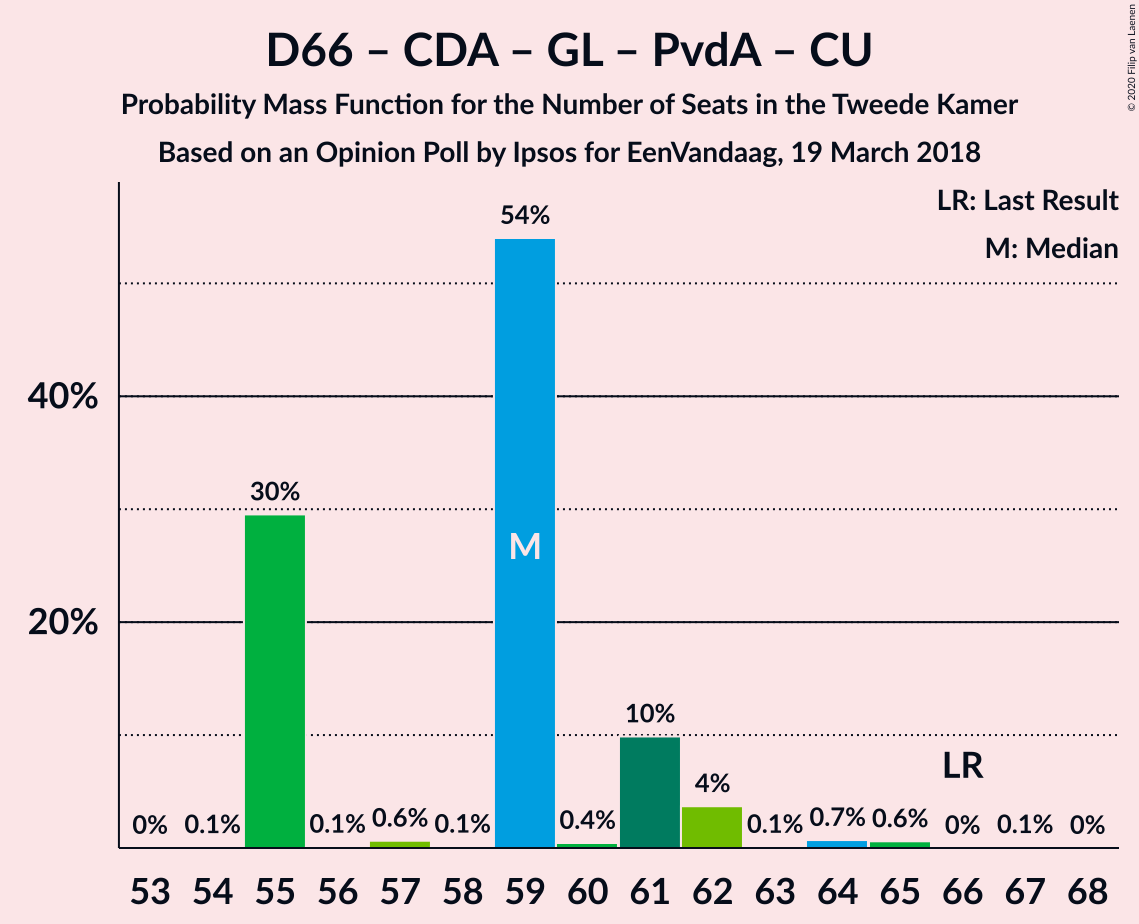 D66 – CDA – GL – PvdA – CU
Probability Mass Function for the Number of Seats in the Tweede Kamer
Based on an Opinion Poll by Ipsos for EenVandaag, 19 March 2018
© 2020 Filip van Laenen
LR: Last Result
M: Median
54%
40%
30%
M
20%
10%
LR
4%
0% 0.1% 0.1% 0.6% 0.1% 0.4% 0.1% 0.7% 0.6% 0% 0.1% 0%
53 54 55 56 57 58 59 60 61 62 63 64 65 66 67 68